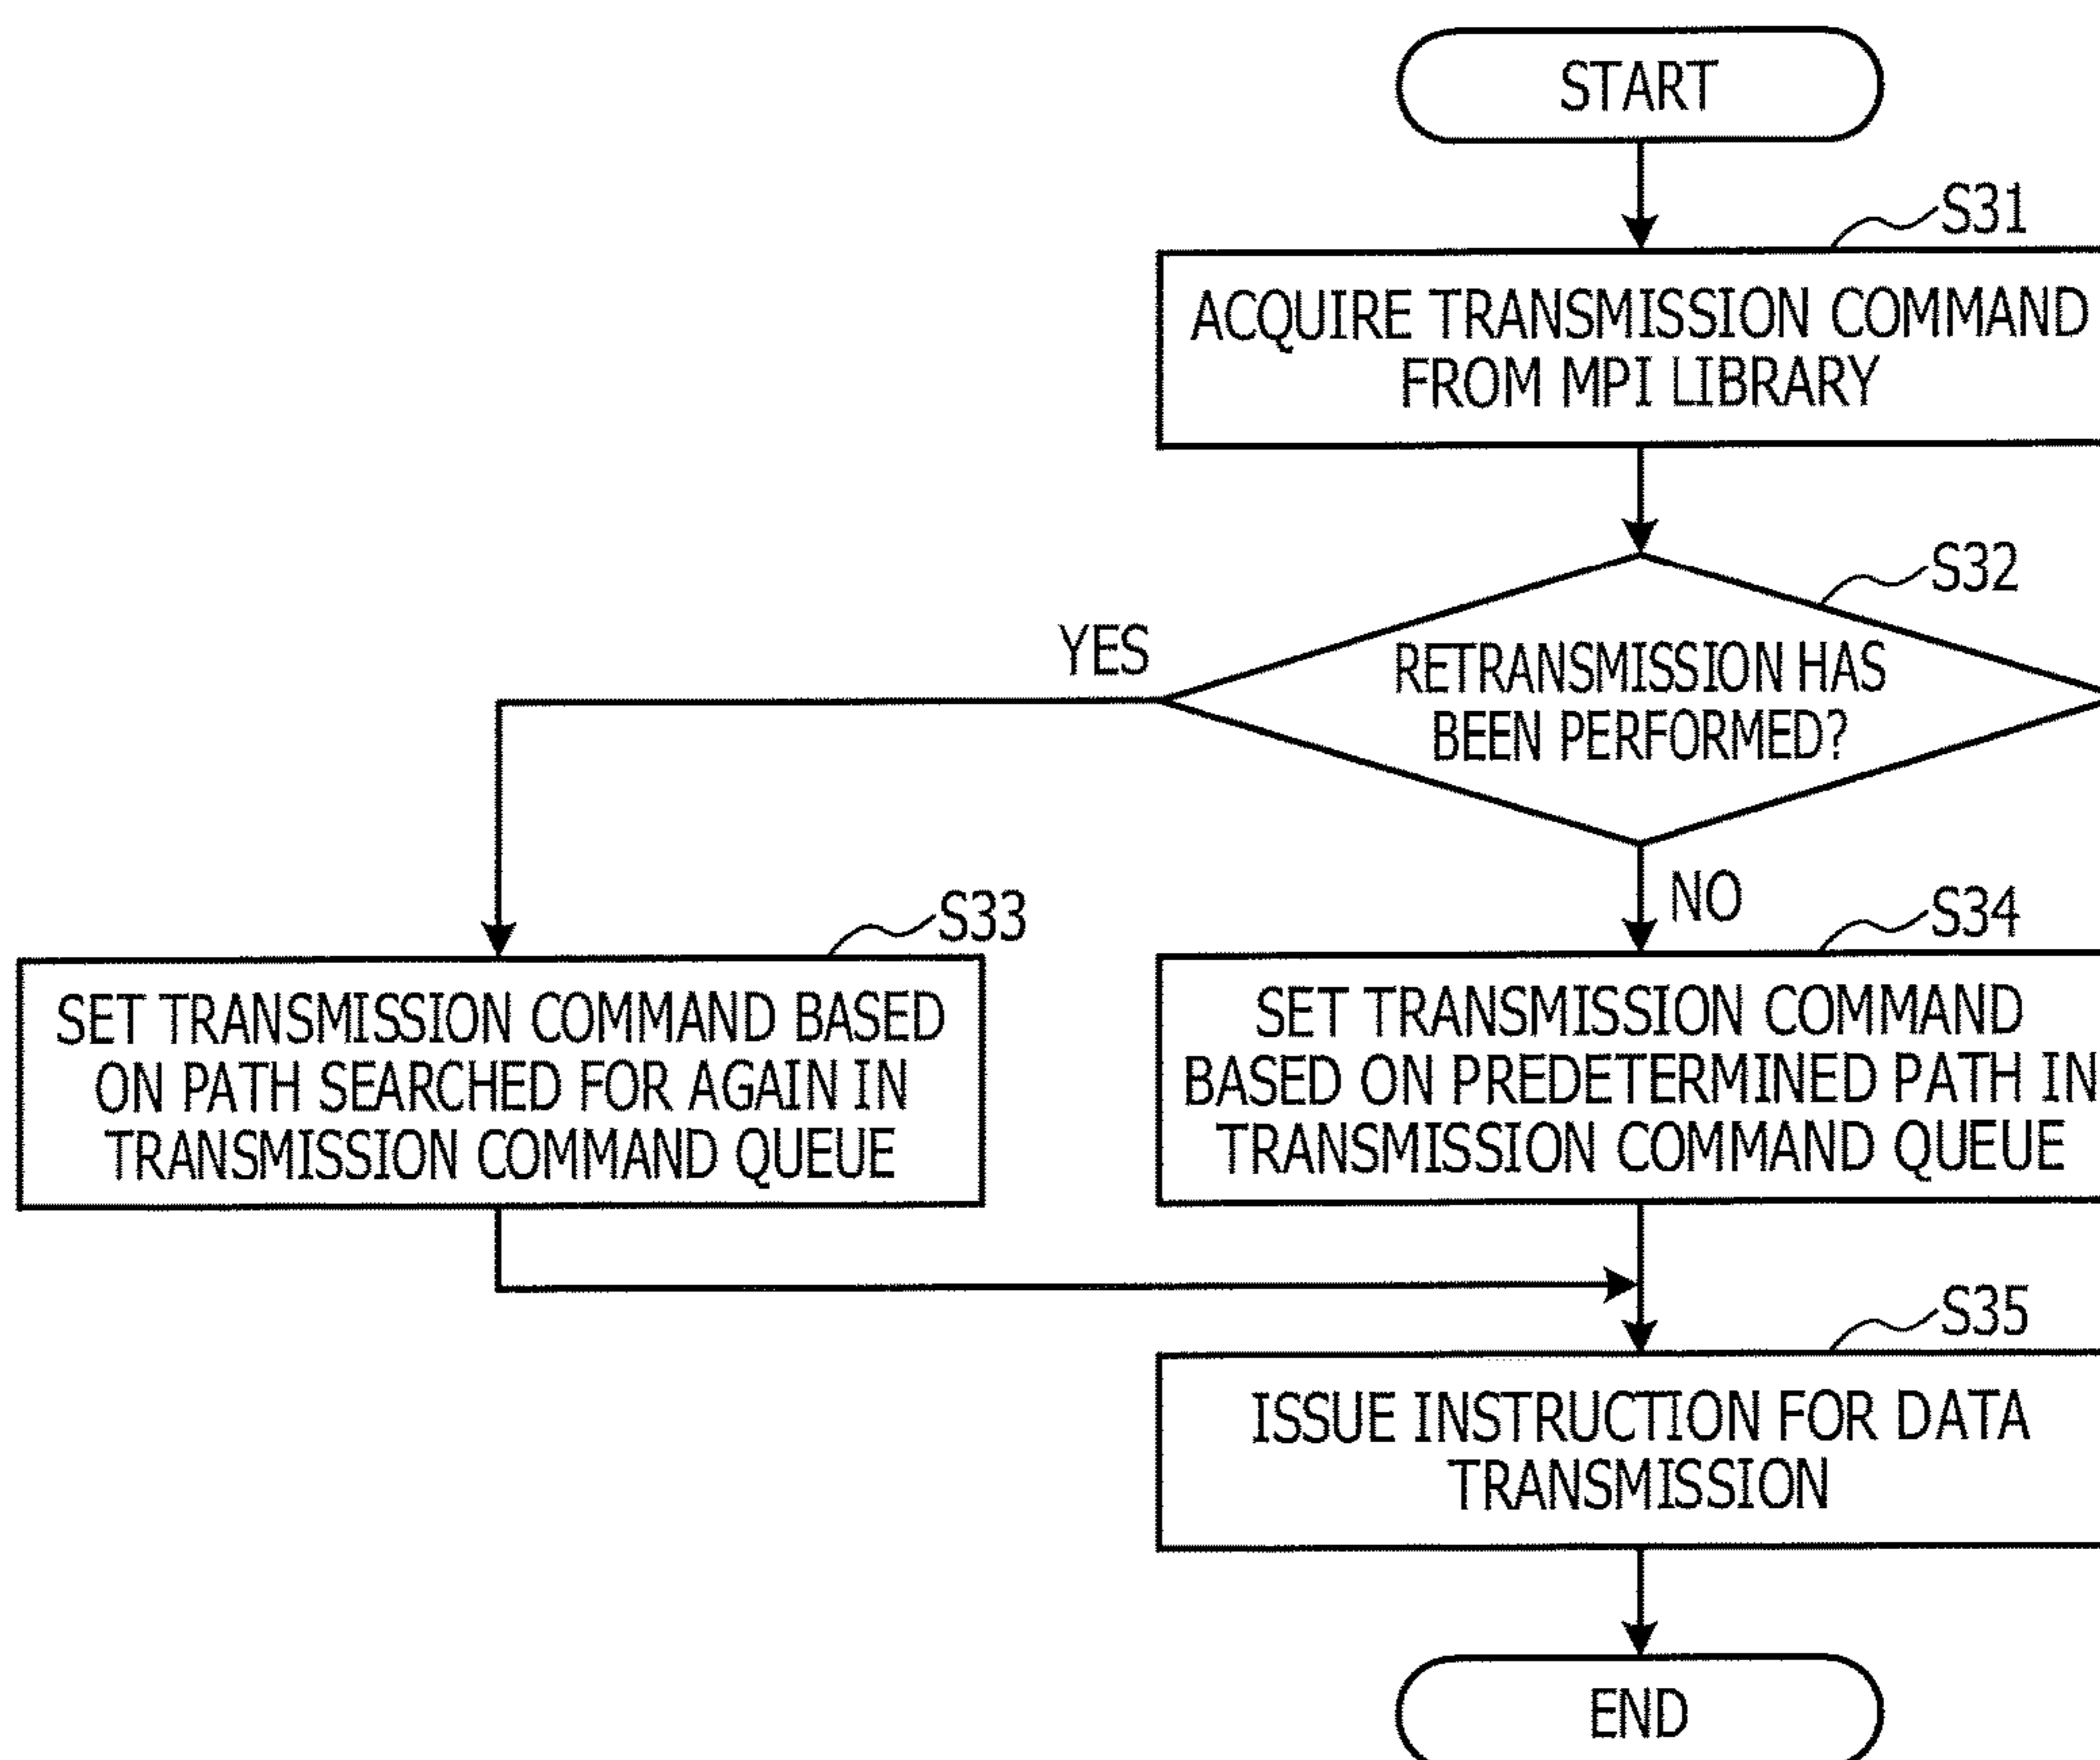 START
S31
ACQUIRE TRANSMISSION COMMAND
FROM MPI LIBRARY
S32
RETRANSMISSION HAS
BEEN PERFORMED?
YES
NO
S33
SET TRANSMISSION COMMAND BASED
ON PATH SEARCHED FOR AGAIN IN
TRANSMISSION COMMAND QUEUE
S34
SET TRANSMISSION COMMAND
BASED ON PREDETERMINED PATH IN
TRANSMISSION COMMAND QUEUE
S35
ISSUE INSTRUCTION FOR DATA
TRANSMISSION
END